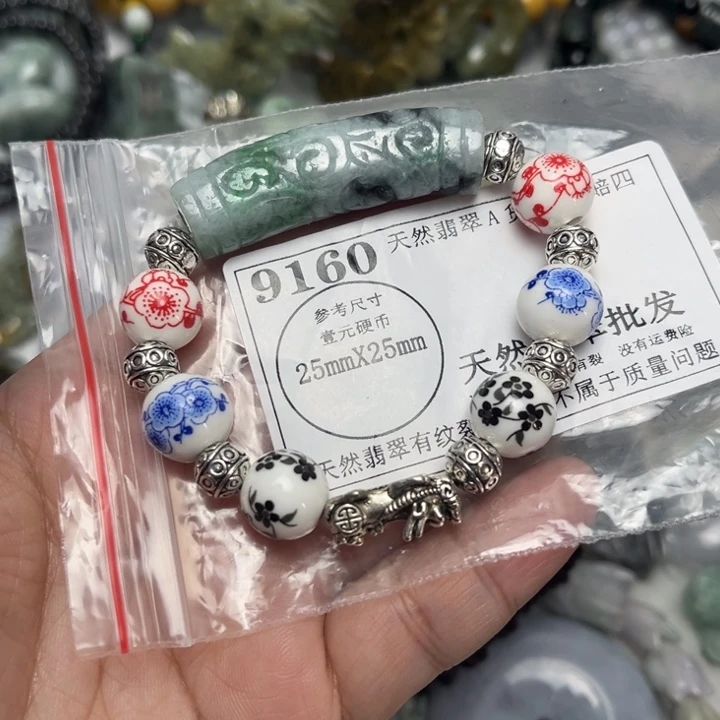 9160 天然翡翠A
四
参考尺寸
壹元硬币
25mmX25mm
天然
批发
有裂 没有运费险
不属于质量问题
天然翡翠有纹裂